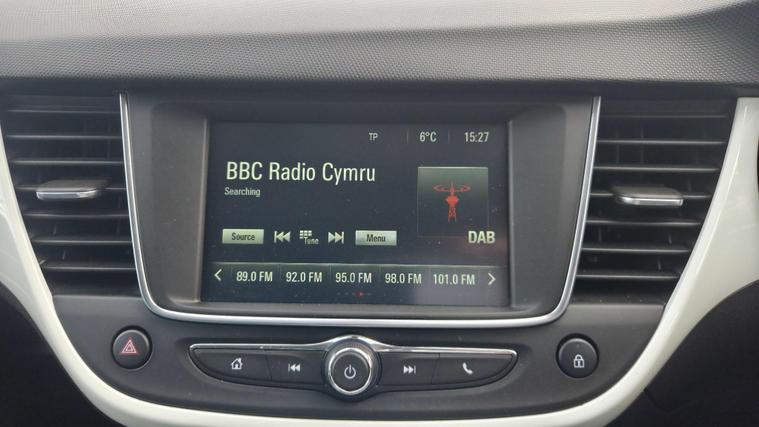 TP 6°C 15:27
BBC Radio Cymru
Searching
Source Tune Menu
DAB
89.0 FM 92.0 FM 95.0 FM 98.0 FM 101.0 FM